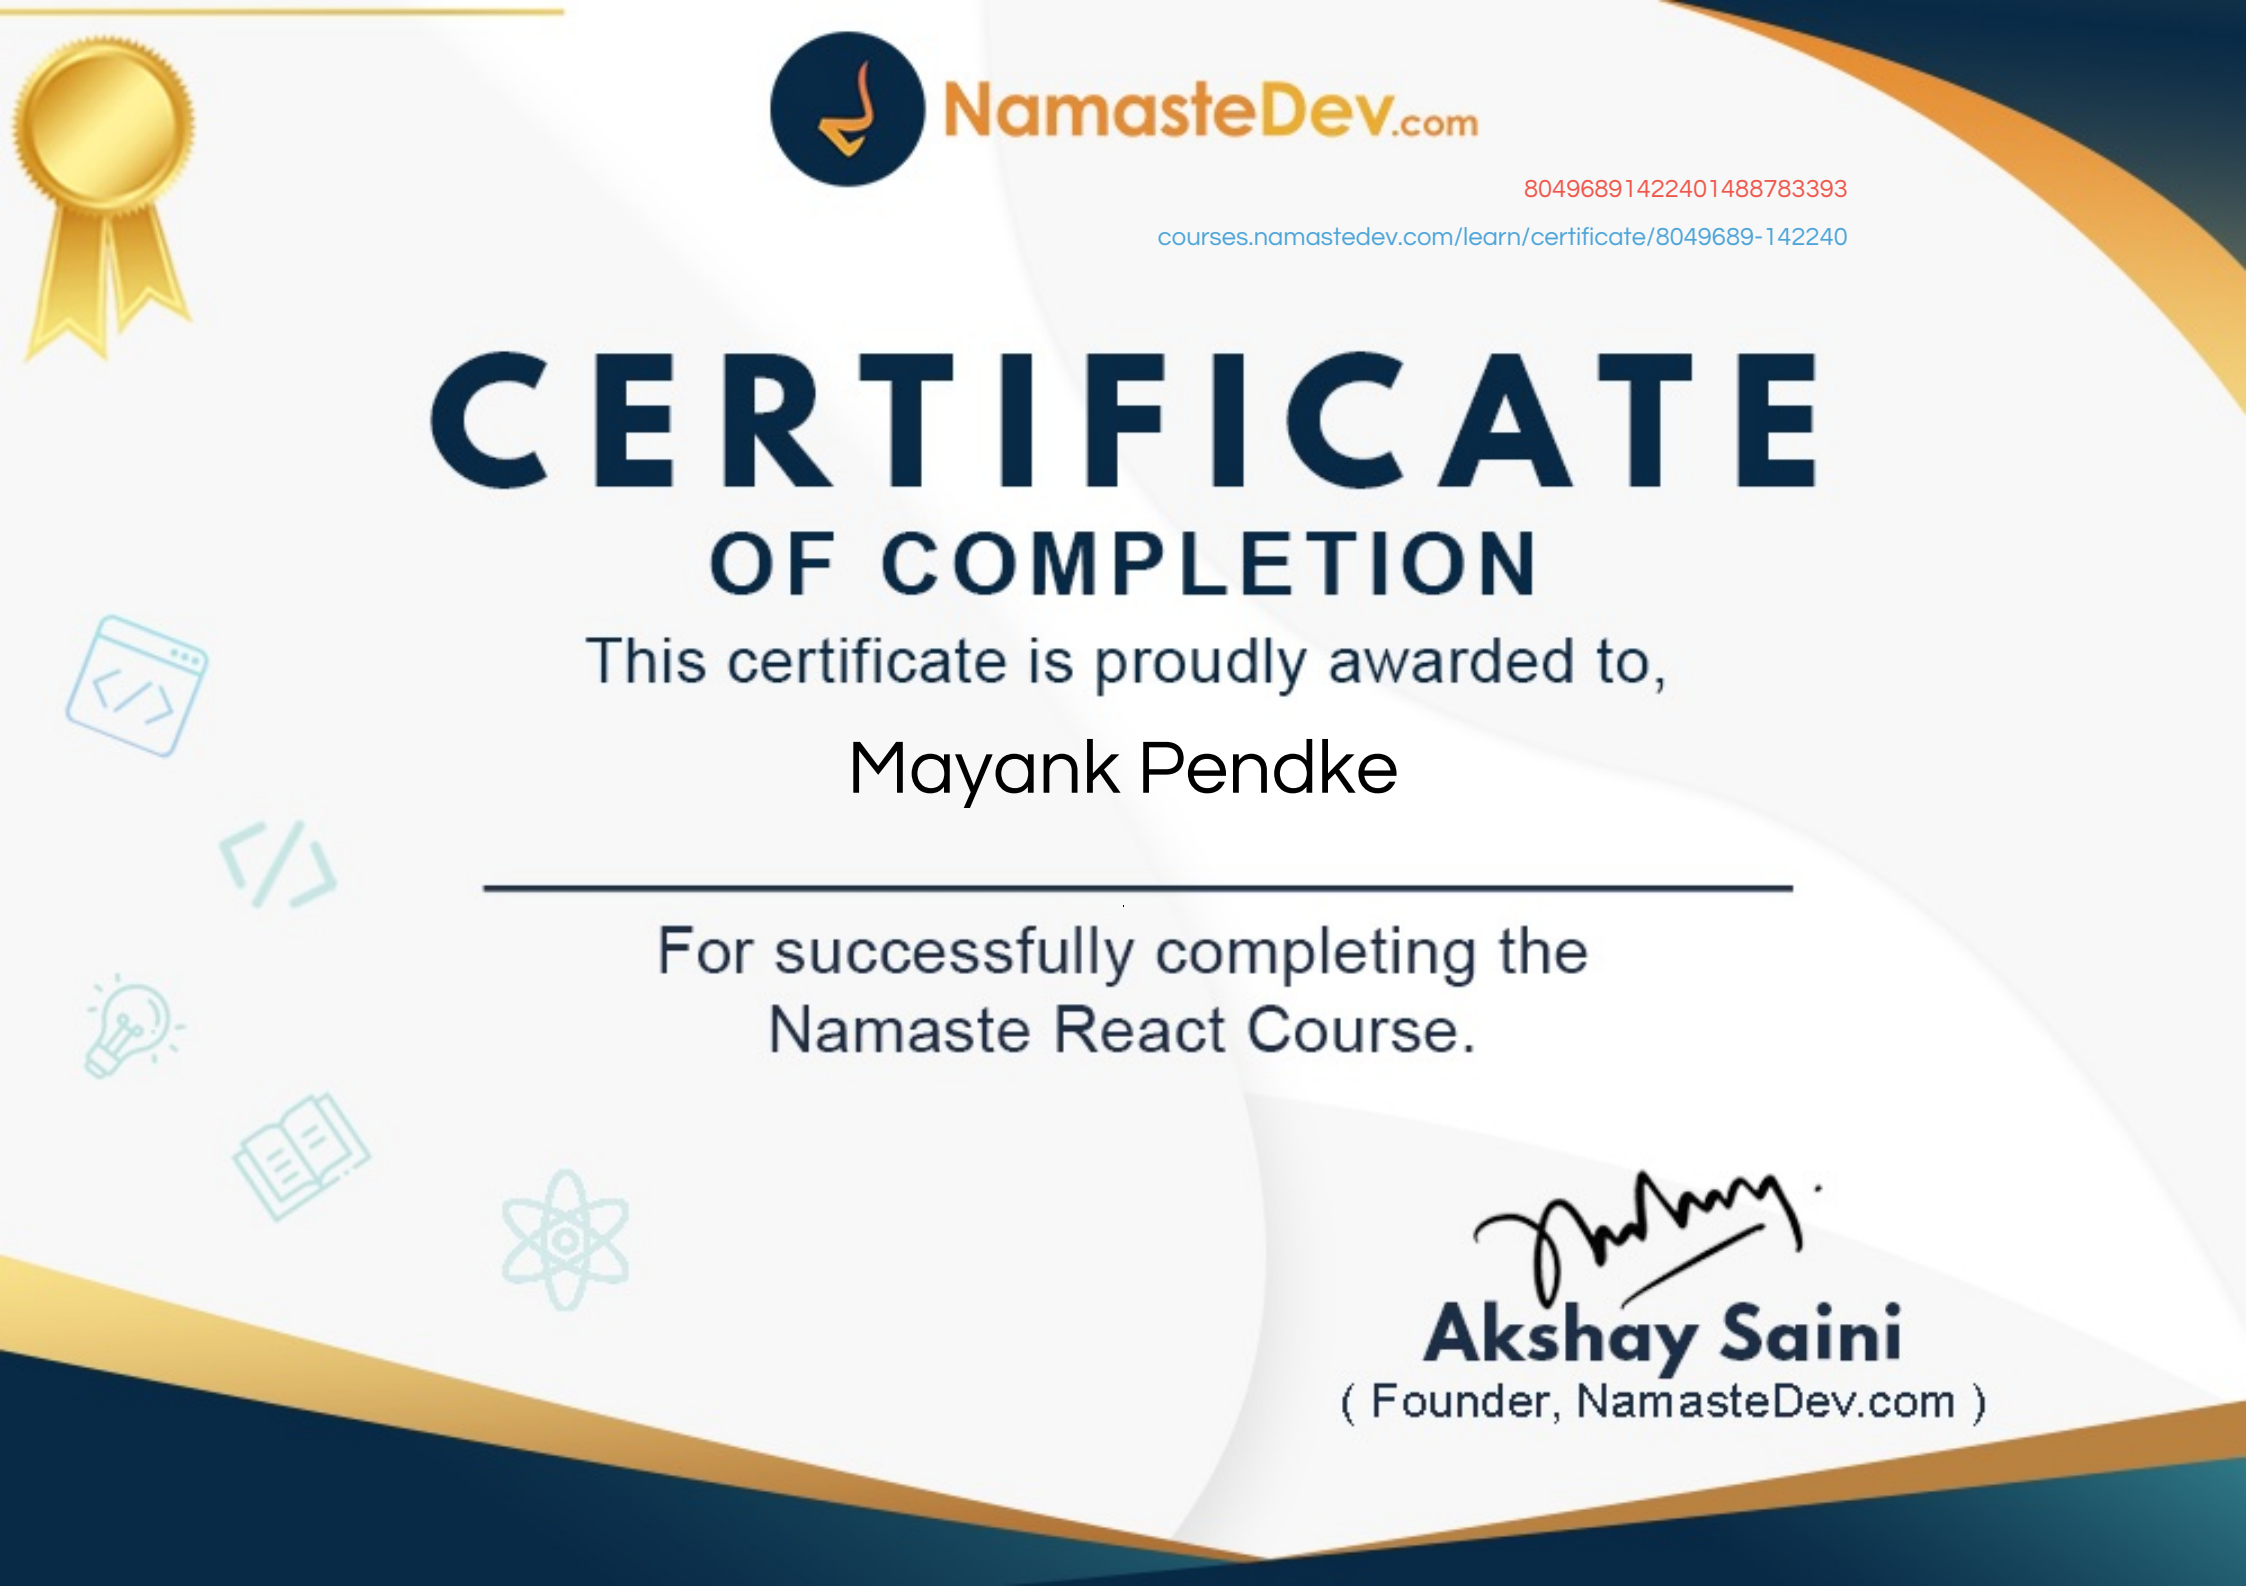 NamasteDev.com
80496891422401488783393
courses.namastedev.com/learn/certificate/8049689-142240
CERTIFICATE
OF COMPLETION
This certificate is proudly awarded to,
Mayank Pendke
For successfully completing the
Namaste React Course.
Akshay Saini
( Founder, NamasteDev.com )